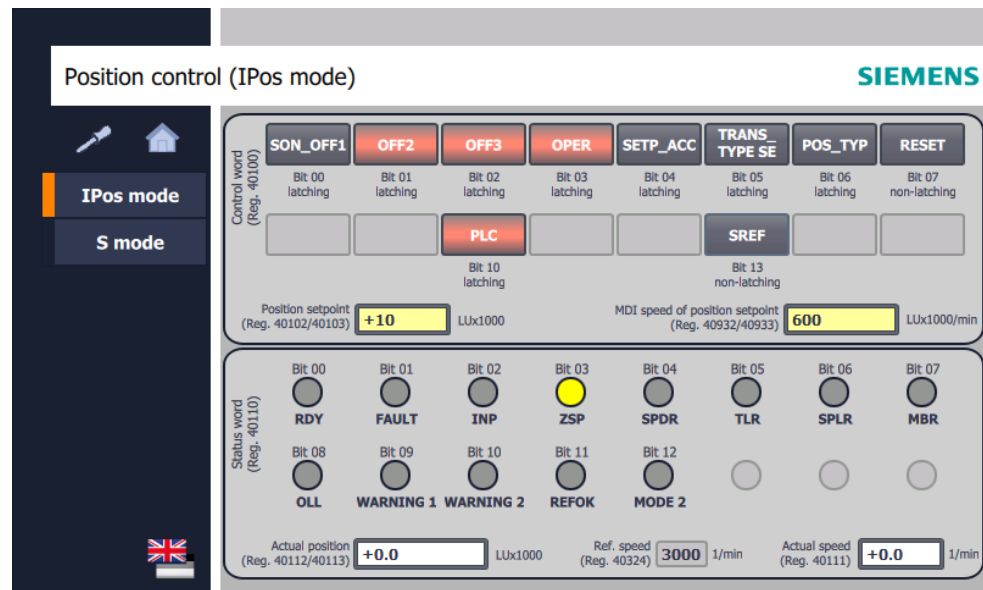 Position control (IPos mode)
SIEMENS
IPos mode
S mode
Control word
(Reg. 40100)
SON_OFF1 OFF2 OFF3 OPER SETP_ACC TRANS_ POS_TYP RESET
TYPE SE
Bit 00 Bit 01 Bit 02 Bit 03 Bit 04 Bit 05 Bit 06 Bit 07
latching latching latching latching latching latching latching non-latching
PLC SREF
Bit 10 Bit 13
latching non-latching
Position setpoint
(Reg. 40102/40103) +10 LUx1000
MDI speed of position setpoint
(Reg. 40932/40933) 600 LUx1000/min
Status word
(Reg. 40110)
Bit 00 Bit 01 Bit 02 Bit 03 Bit 04 Bit 05 Bit 06 Bit 07
RDY FAULT INP ZSP SPDR TLR SPLR MBR
Bit 08 Bit 09 Bit 10 Bit 11 Bit 12
OLL WARNING 1 WARNING 2 REFOK MODE 2
Actual position
(Reg. 40112/40113) +0.0 LUx1000
Ref. speed
(Reg. 40324) 3000 1/min
Actual speed
(Reg. 40111) +0.0 1/min